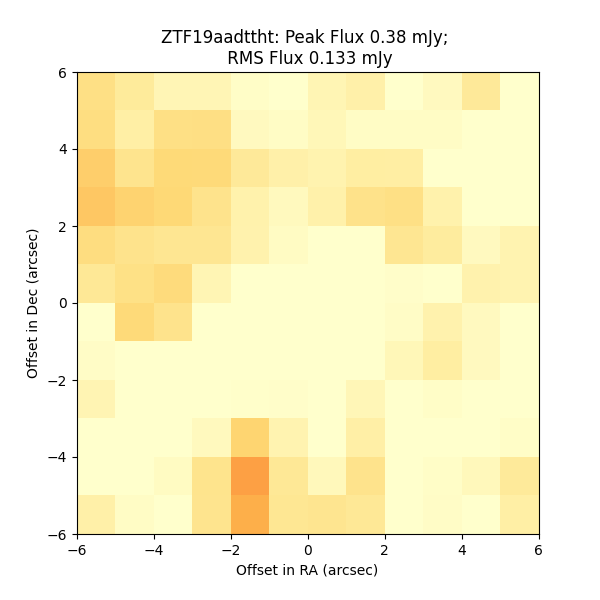 ZTF19aadttht: Peak Flux 0.38 mJy;
RMS Flux 0.133 mJy
6
4
2
0
−2
−4
−6
Offset in Dec (arcsec)
−6 −4 −2 0 2 4 6
Offset in RA (arcsec)